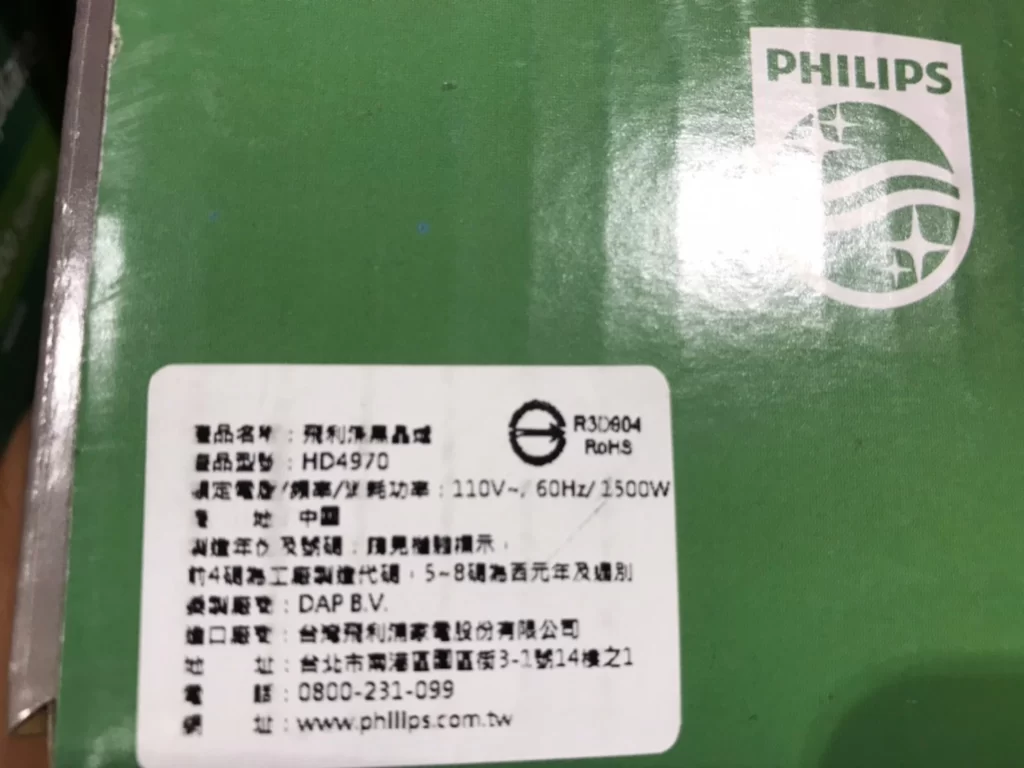 PHILIPS
R3D904
RoHS
產品名稱：飛利浦黑晶爐
產品型號：HD4970
額定電壓/頻率/消耗功率：110V~, 60Hz/ 1500W
產 地：中國
製造年份及號碼：請見機體標示，
前4碼為工廠製造代碼，5~8碼為西元年及週別
委製廠商：DAP B.V.
進口廠商：台灣飛利浦家電股份有限公司
地 址：台北市南港區園區街3-1號14樓之1
電 話：0800-231-099
網 址：www.philips.com.tw